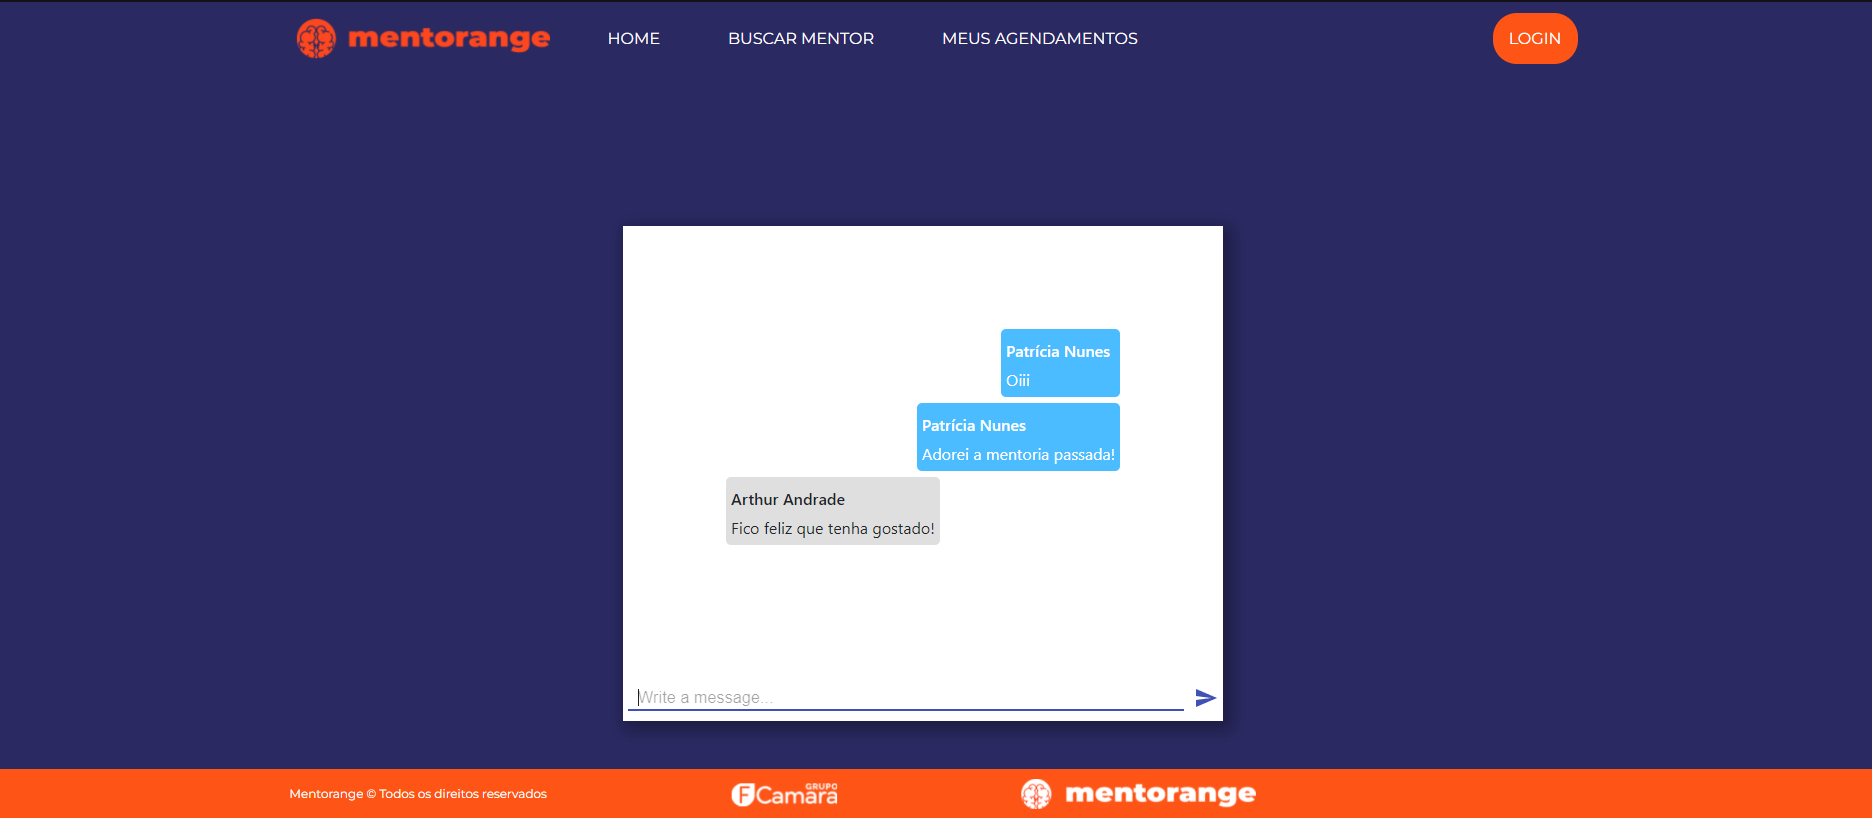 mentorange
HOME
BUSCAR MENTOR
MEUS AGENDAMENTOS
LOGIN
Patrícia Nunes
Oiii
Patrícia Nunes
Adorei a mentoria passada!
Arthur Andrade
Fico feliz que tenha gostado!
Write a message...
Mentorange © Todos os direitos reservados
GRUPO
FCamara
mentorange